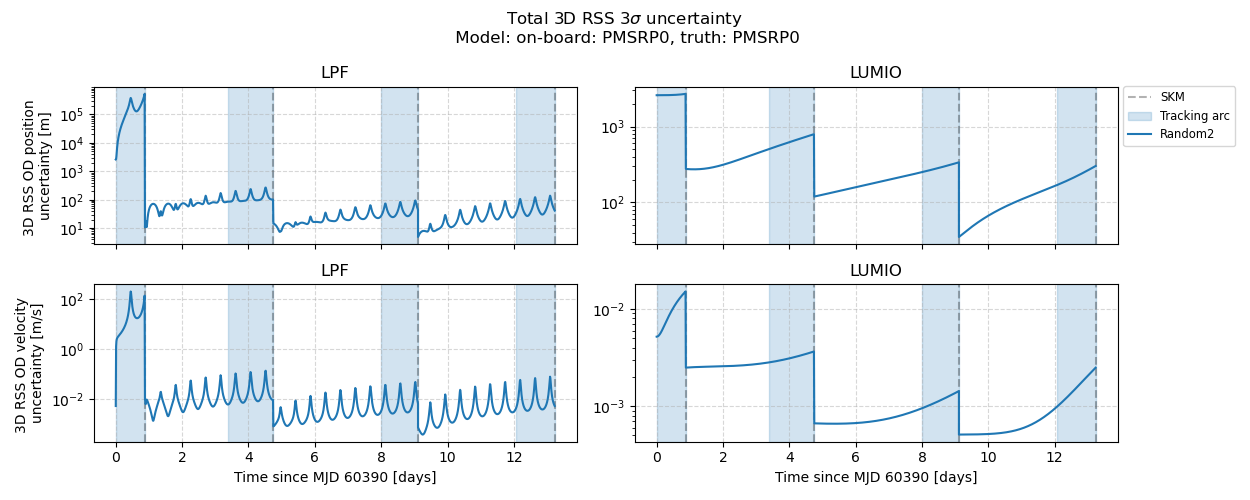 Total 3D RSS 3σ uncertainty
Model: on-board: PMSRP0, truth: PMSRP0
LPF
3D RSS OD position
uncertainty [m]
10^5
10^4
10^3
10^2
10^1
LUMIO
10^3
10^2
SKM
Tracking arc
Random2
LPF
3D RSS OD velocity
uncertainty [m/s]
10^2
10^0
10^−2
0 2 4 6 8 10 12
Time since MJD 60390 [days]
LUMIO
10^−2
10^−3
0 2 4 6 8 10 12
Time since MJD 60390 [days]